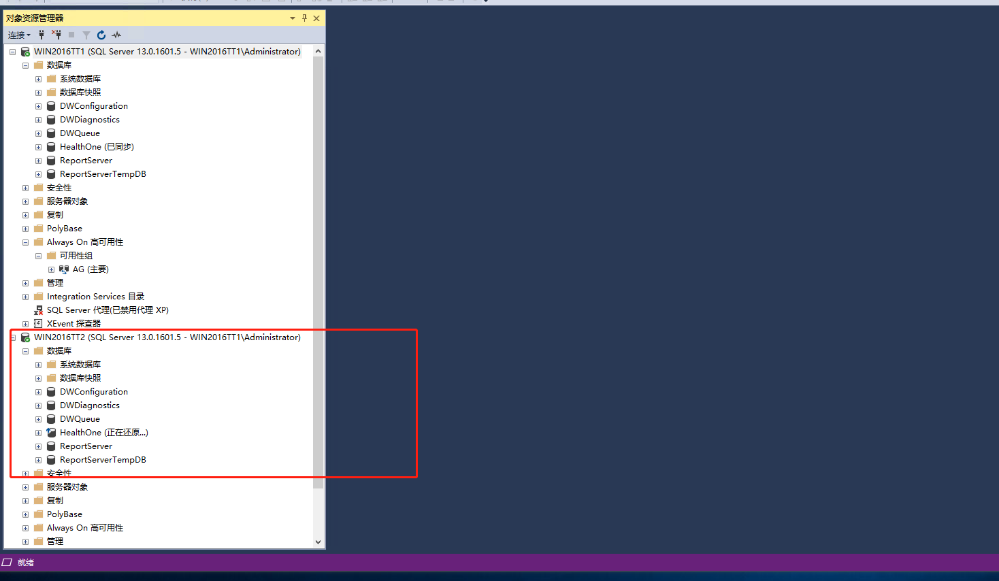 对象资源管理器
连接
WIN2016TT1 (SQL Server 13.0.1601.5 - WIN2016TT1\Administrator)
数据库
系统数据库
数据库快照
DWConfiguration
DWDiagnostics
DWQueue
HealthOne (已同步)
ReportServer
ReportServerTempDB
安全性
服务器对象
复制
PolyBase
Always On 高可用性
可用性组
AG (主要)
管理
Integration Services 目录
SQL Server 代理(已禁用代理 XP)
XEvent 探查器
WIN2016TT2 (SQL Server 13.0.1601.5 - WIN2016TT1\Administrator)
数据库
系统数据库
数据库快照
DWConfiguration
DWDiagnostics
DWQueue
HealthOne (正在还原...)
ReportServer
ReportServerTempDB
安全性
服务器对象
复制
PolyBase
Always On 高可用性
管理
就绪